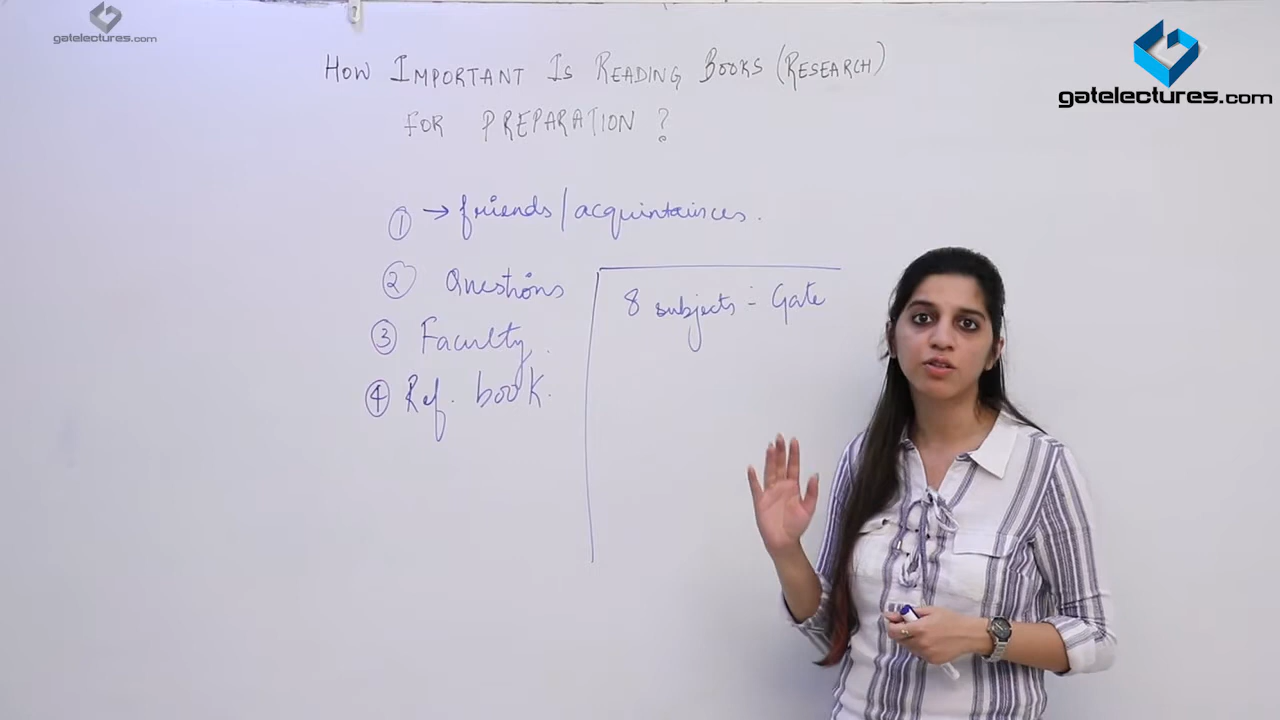 gatelectures.com
gatelectures.com
HOW IMPORTANT IS READING BOOKS (RESEARCH)
FOR PREPARATION ?
1 → friends / acquintainces .
2 Questions
8 subjects - Gate
3 Faculty .
4 Ref. book .